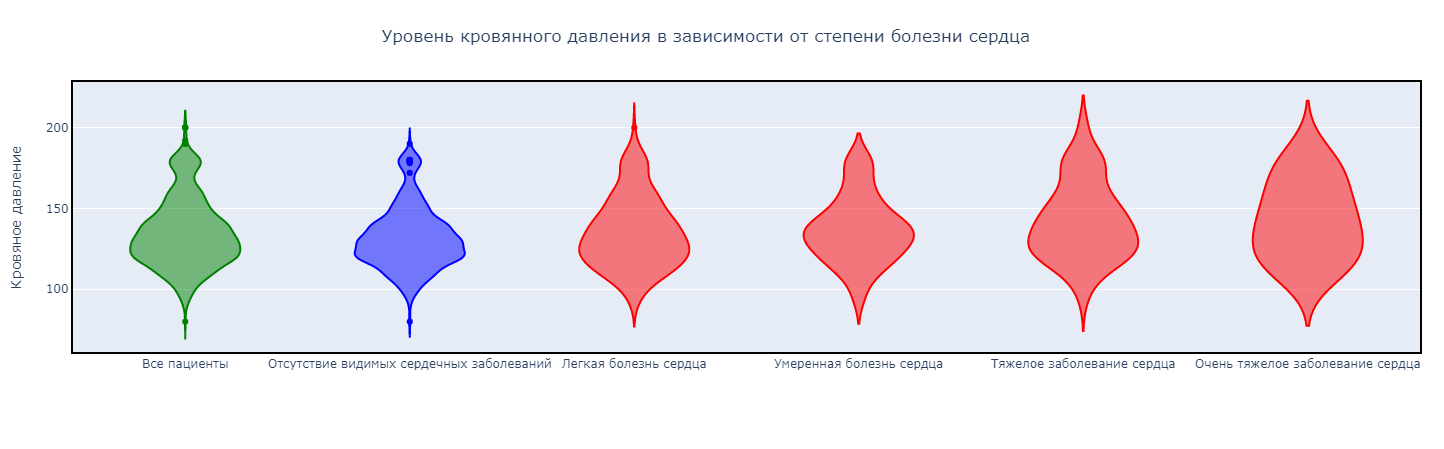 Уровень кровянного давления в зависимости от степени болезни сердца
Кровяное давление
200
150
100
Все пациенты
Отсутствие видимых сердечных заболеваний
Легкая болезнь сердца
Умеренная болезнь сердца
Тяжелое заболевание сердца
Очень тяжелое заболевание сердца